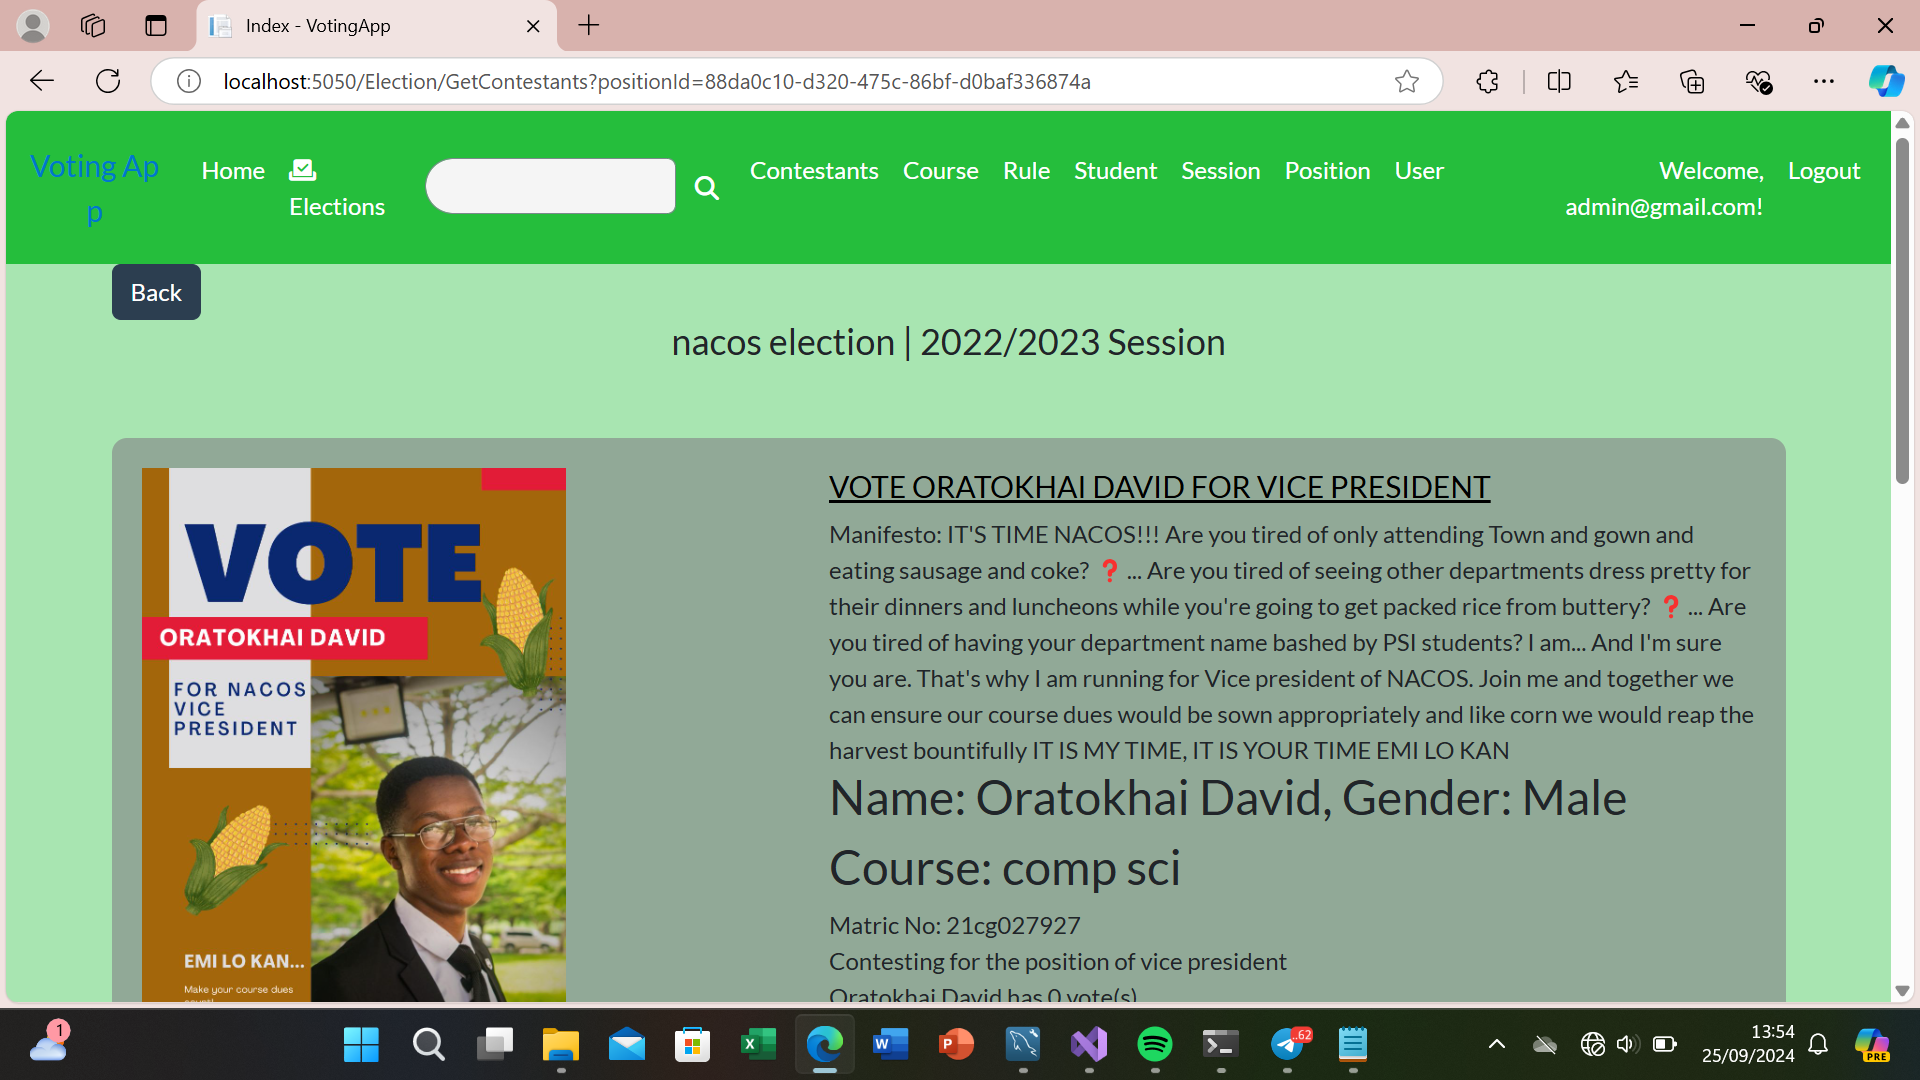 Index - VotingApp
localhost:5050/Election/GetContestants?positionId=88da0c10-d320-475c-86bf-d0baf336874a
Voting Ap
p
Home
Elections
Contestants
Course
Rule
Student
Session
Position
User
Welcome,
admin@gmail.com!
Logout
Back
nacos election | 2022/2023 Session
VOTE
ORATOKHAI DAVID
FOR NACOS
VICE
PRESIDENT
EMI LO KAN...
Make your course dues
VOTE ORATOKHAI DAVID FOR VICE PRESIDENT
Manifesto: IT'S TIME NACOS!!! Are you tired of only attending Town and gown and
eating sausage and coke? ❓ ... Are you tired of seeing other departments dress pretty for
their dinners and luncheons while you're going to get packed rice from buttery? ❓ ... Are
you tired of having your department name bashed by PSI students? I am... And I'm sure
you are. That's why I am running for Vice president of NACOS. Join me and together we
can ensure our course dues would be sown appropriately and like corn we would reap the
harvest bountifully IT IS MY TIME, IT IS YOUR TIME EMI LO KAN
Name: Oratokhai David, Gender: Male
Course: comp sci
Matric No: 21cg027927
Contesting for the position of vice president
Oratokhai David has 0 vote(s)
1
62
13:54
25/09/2024
PRE